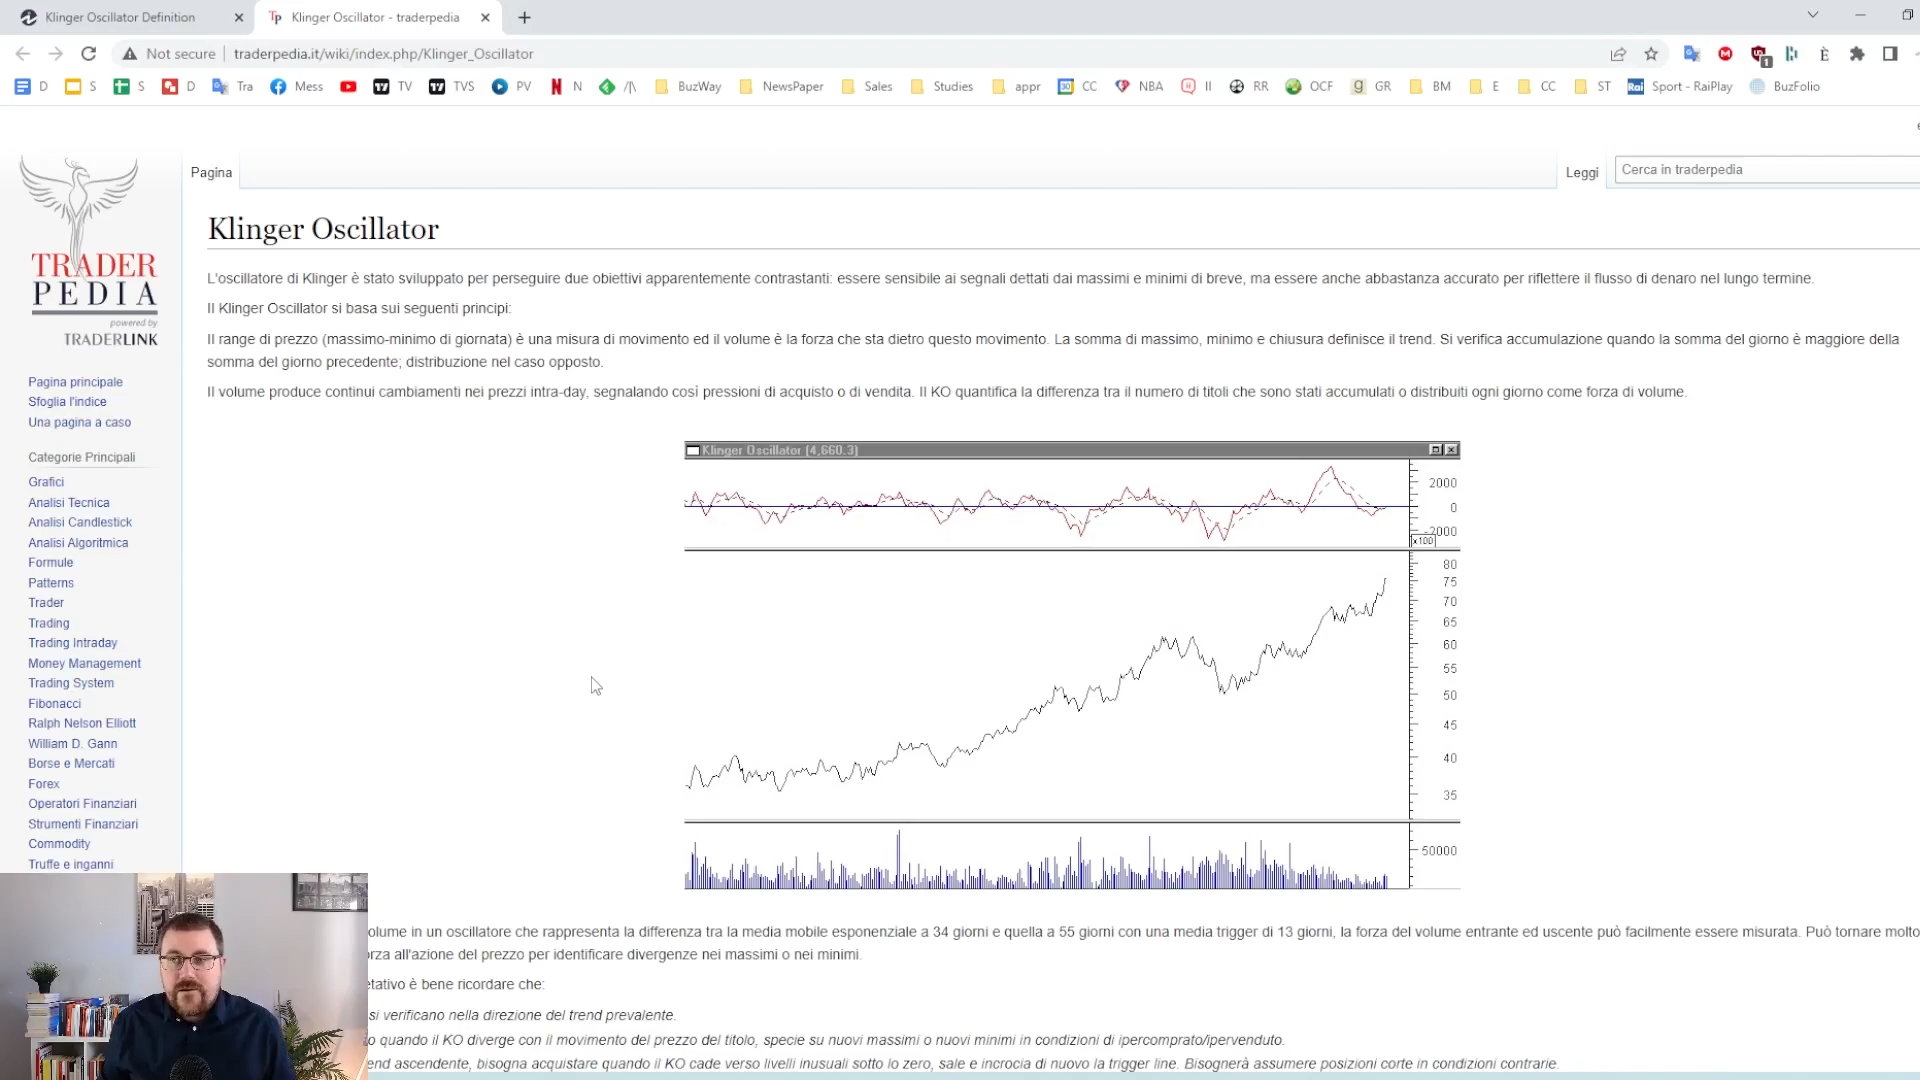 Klinger Oscillator Definition
Klinger Oscillator - traderpedia
Not secure
traderpedia.it/wiki/index.php/Klinger_Oscillator
D S S D Tra Mess TV TVS PV N /|\ BuzWay NewsPaper Sales Studies appr CC NBA II RR OCF GR BM E CC ST Sport - RaiPlay BuzFolio
Pagina
Leggi
Cerca in traderpedia
TRADER
PEDIA
powered by
TRADERLINK
Pagina principale
Sfoglia l'indice
Una pagina a caso
Categorie Principali
Grafici
Analisi Tecnica
Analisi Candlestick
Analisi Algoritmica
Formule
Patterns
Trader
Trading
Trading Intraday
Money Management
Trading System
Fibonacci
Ralph Nelson Elliott
William D. Gann
Borse e Mercati
Forex
Operatori Finanziari
Strumenti Finanziari
Commodity
Truffe e inganni
Klinger Oscillator
L'oscillatore di Klinger è stato sviluppato per perseguire due obiettivi apparentemente contrastanti: essere sensibile ai segnali dettati dai massimi e minimi di breve, ma essere anche abbastanza accurato per riflettere il flusso di denaro nel lungo termine.
Il Klinger Oscillator si basa sui seguenti principi:
Il range di prezzo (massimo-minimo di giornata) è una misura di movimento ed il volume è la forza che sta dietro questo movimento. La somma di massimo, minimo e chiusura definisce il trend. Si verifica accumulazione quando la somma del giorno è maggiore della
somma del giorno precedente; distribuzione nel caso opposto.
Il volume produce continui cambiamenti nei prezzi intra-day, segnalando così pressioni di acquisto o di vendita. Il KO quantifica la differenza tra il numero di titoli che sono stati accumulati o distribuiti ogni giorno come forza di volume.
Klinger Oscillator (4,660.3)
2000
0
-2000
x100
80
75
70
65
60
55
50
45
40
35
50000
olume in un oscillatore che rappresenta la differenza tra la media mobile esponenziale a 34 giorni e quella a 55 giorni con una media trigger di 13 giorni, la forza del volume entrante ed uscente può facilmente essere misurata. Può tornare molto
orza all'azione del prezzo per identificare divergenze nei massimi o nei minimi.
etativo è bene ricordare che:
si verificano nella direzione del trend prevalente.
o quando il KO diverge con il movimento del prezzo del titolo, specie su nuovi massimi o nuovi minimi in condizioni di ipercomprato/ipervenduto.
end ascendente, bisogna acquistare quando il KO cade verso livelli inusuali sotto lo zero, sale e incrocia di nuovo la trigger line. Bisognerà assumere posizioni corte in condizioni contrarie.